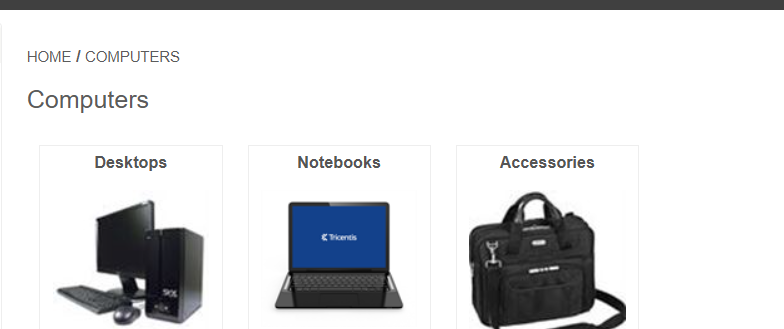 HOME / COMPUTERS
Computers
Desktops Notebooks Accessories
Tricentis